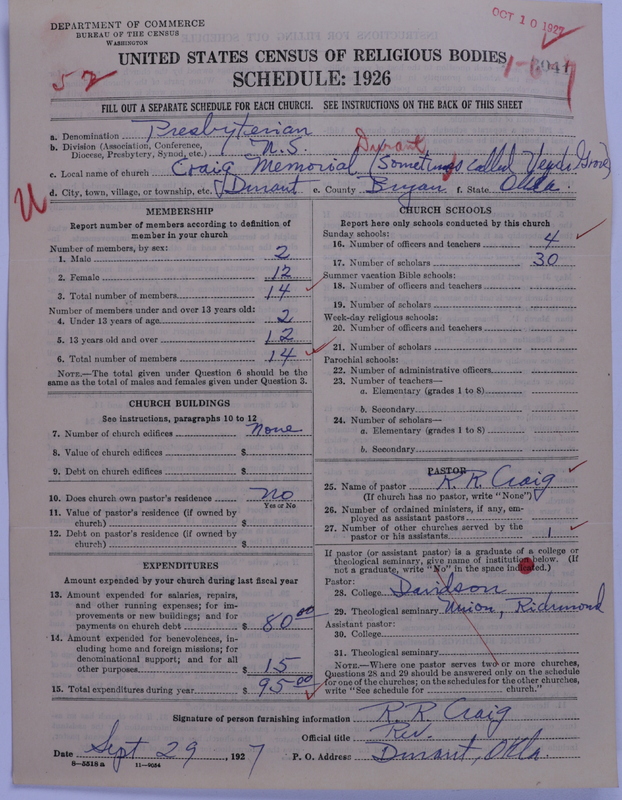 DEPARTMENT OF COMMERCE
BUREAU OF THE CENSUS
WASHINGTON
OCT 10 1927
UNITED STATES CENSUS OF RELIGIOUS BODIES
SCHEDULE: 1926
52
FILL OUT A SEPARATE SCHEDULE FOR EACH CHURCH. SEE INSTRUCTIONS ON THE BACK OF THIS SHEET
a. Denomination Presbyterian
b. Division (Association, Conference, Diocese, Presbytery, Synod, etc.) U.S. Durant
c. Local name of church Craig Memorial (Sometimes called Verdi Grove)
d. City, town, village, or township, etc. Durant e. County Bryan f. State Okla.
MEMBERSHIP
Report number of members according to definition of member in your church
Number of members, by sex:
1. Male 2
2. Female 12
3. Total number of members 14
Number of members under and over 13 years old:
4. Under 13 years of age 2
5. 13 years old and over 12
6. Total number of members 14
NOTE.—The total given under Question 6 should be the same as the total of males and females given under Question 3.
CHURCH BUILDINGS
See instructions, paragraphs 10 to 12
7. Number of church edifices none
8. Value of church edifices $
9. Debt on church edifices $
10. Does church own pastor's residence no
Yes or No
11. Value of pastor's residence (if owned by church) $
12. Debt on pastor's residence (if owned by church) $
EXPENDITURES
Amount expended by your church during last fiscal year
13. Amount expended for salaries, repairs, and other running expenses; for improvements or new buildings; and for payments on church debt $ 80 00
14. Amount expended for benevolences, including home and foreign missions; for denominational support; and for all other purposes $ 15
15. Total expenditures during year $ 95 00
CHURCH SCHOOLS
Report here only schools conducted by this church
Sunday schools:
16. Number of officers and teachers 4
17. Number of scholars 30
Summer vacation Bible schools:
18. Number of officers and teachers
19. Number of scholars
Week-day religious schools:
20. Number of officers and teachers
21. Number of scholars
Parochial schools:
22. Number of administrative officers
23. Number of teachers—
a. Elementary (grades 1 to 8)
b. Secondary
24. Number of scholars—
a. Elementary (grades 1 to 8)
b. Secondary
PASTOR
25. Name of pastor R. R. Craig
(If church has no pastor, write "None")
26. Number of ordained ministers, if any, employed as assistant pastors
27. Number of other churches served by the pastor or his assistants 1
If pastor (or assistant pastor) is a graduate of a college or theological seminary, give name of institution below. (If not a graduate, write "No" in the space indicated.)
Pastor:
28. College Davidson
29. Theological seminary Union, Richmond
Assistant pastor:
30. College
31. Theological seminary
NOTE.—Where one pastor serves two or more churches, Questions 28 and 29 should be answered only on the schedule for one of the churches; on the schedules for the other churches, write "See schedule for church."
Signature of person furnishing information R. R. Craig
Official title Rev.
Date Sept 29, 1927 P. O. Address Durant, Okla
8—5518a 11—9034